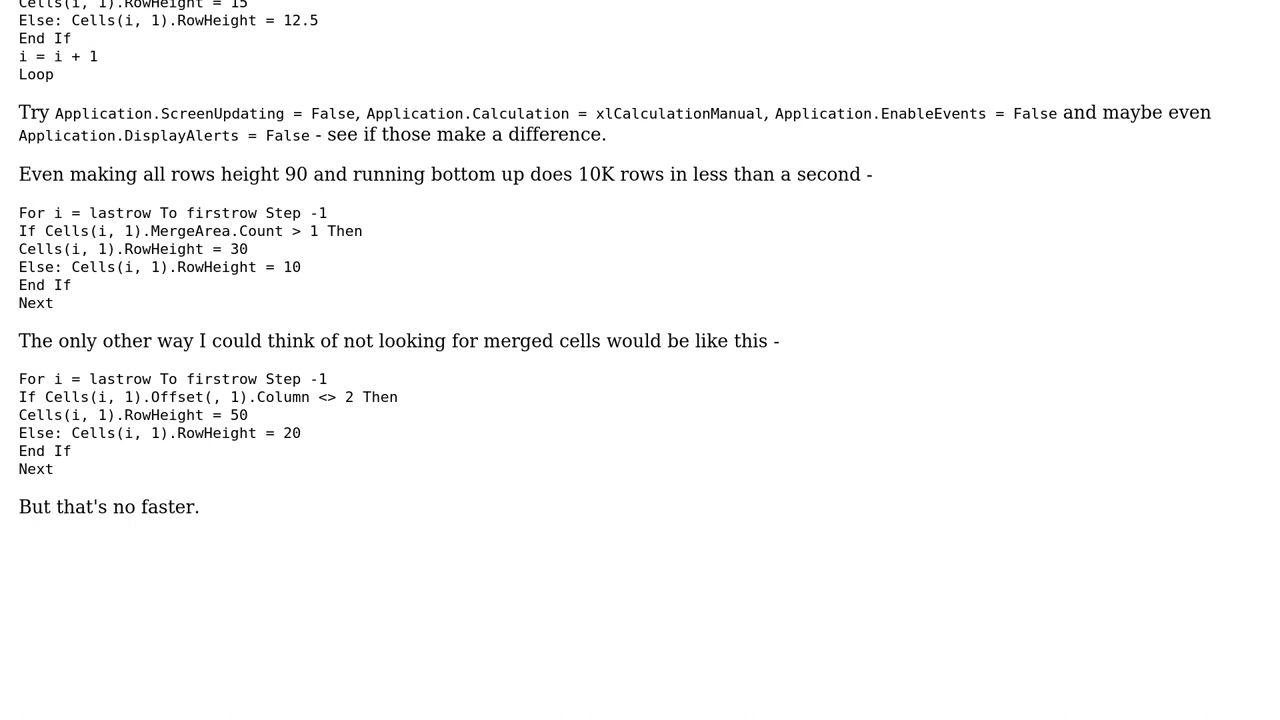 Cells(i, 1).RowHeight = 15
Else: Cells(i, 1).RowHeight = 12.5
End If
i = i + 1
Loop
Try Application.ScreenUpdating = False, Application.Calculation = xlCalculationManual, Application.EnableEvents = False and maybe even
Application.DisplayAlerts = False - see if those make a difference.
Even making all rows height 90 and running bottom up does 10K rows in less than a second -
For i = lastrow To firstrow Step -1
If Cells(i, 1).MergeArea.Count > 1 Then
Cells(i, 1).RowHeight = 30
Else: Cells(i, 1).RowHeight = 10
End If
Next
The only other way I could think of not looking for merged cells would be like this -
For i = lastrow To firstrow Step -1
If Cells(i, 1).Offset(, 1).Column <> 2 Then
Cells(i, 1).RowHeight = 50
Else: Cells(i, 1).RowHeight = 20
End If
Next
But that's no faster.